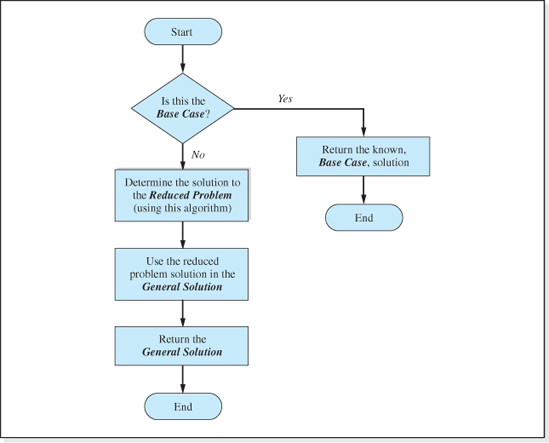 Start
Is this the
Base Case?
Yes
No
Return the known,
Base Case, solution
End
Determine the solution to
the Reduced Problem
(using this algorithm)
Use the reduced
problem solution in the
General Solution
Return the
General Solution
End